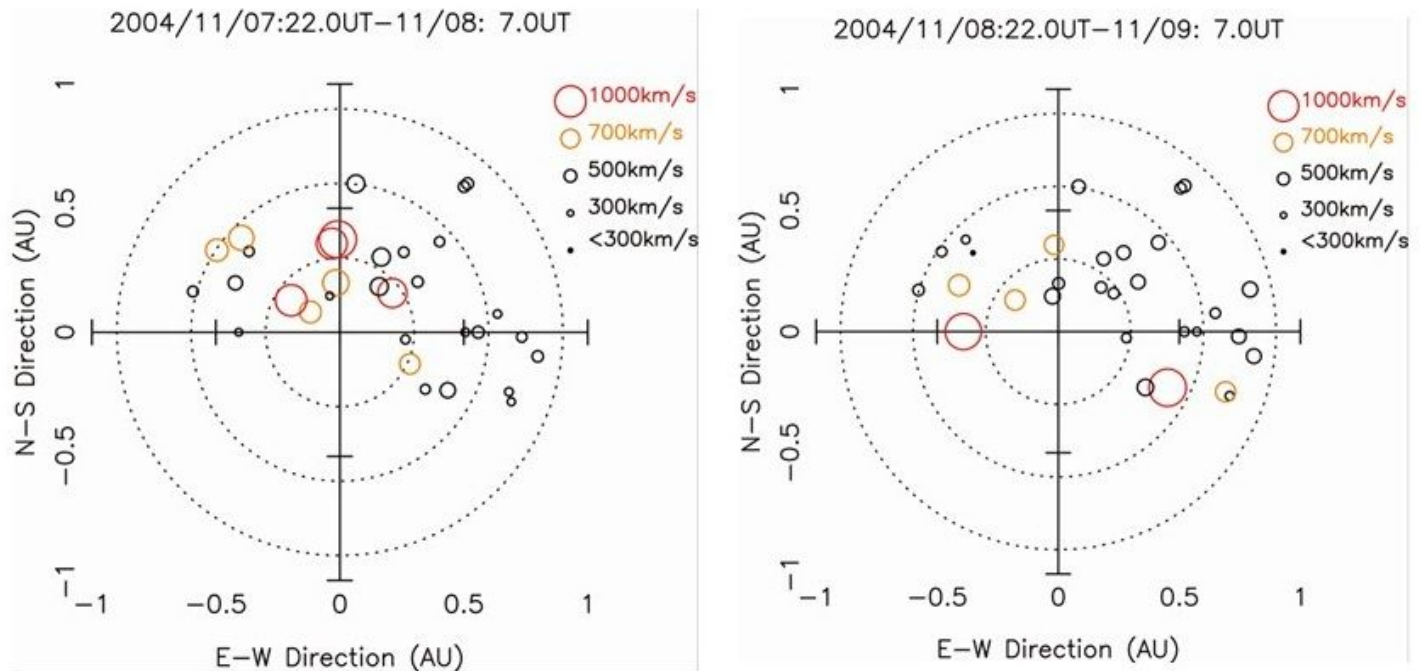 2004/11/07:22.0UT−11/08: 7.0UT
1000km/s
700km/s
500km/s
300km/s
<300km/s
N−S Direction (AU)
1
0.5
0
−0.5
−1
−1 −0.5 0 0.5 1
E−W Direction (AU)
2004/11/08:22.0UT−11/09: 7.0UT
1000km/s
700km/s
500km/s
300km/s
<300km/s
N−S Direction (AU)
1
0.5
0
−0.5
−1
−1 −0.5 0 0.5 1
E−W Direction (AU)